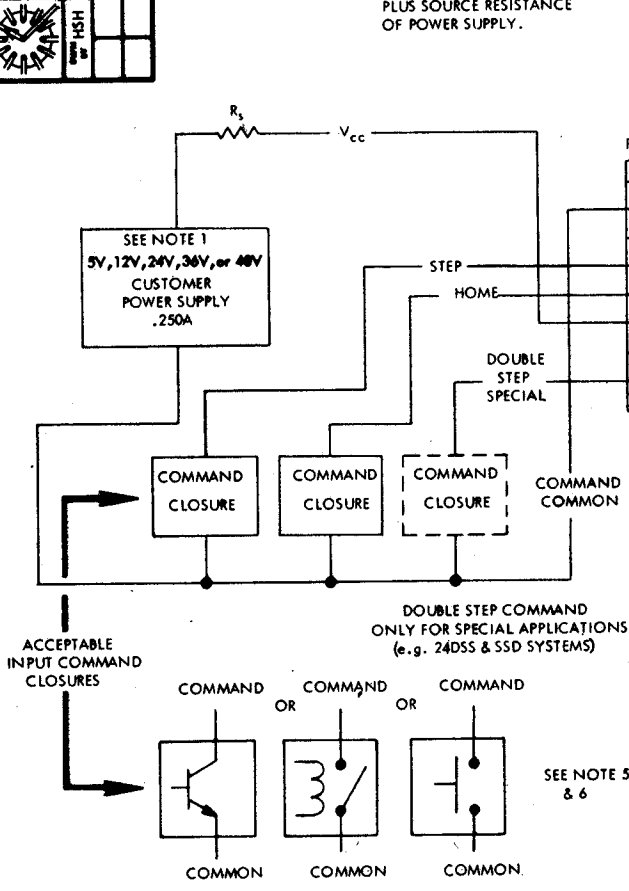 PLUS SOURCE RESISTANCE
OF POWER SUPPLY.
HSH
Rs
Vcc
SEE NOTE 1
5V,12V,24V,36V,or 48V
CUSTOMER
POWER SUPPLY
.250A
STEP
HOME
DOUBLE
STEP
SPECIAL
COMMAND
CLOSURE
COMMAND
CLOSURE
COMMAND
CLOSURE
COMMAND
COMMON
DOUBLE STEP COMMAND
ONLY FOR SPECIAL APPLICATIONS
(e.g. 24DSS & SSD SYSTEMS)
ACCEPTABLE
INPUT COMMAND
CLOSURES
COMMAND
OR
COMMAND
OR
COMMAND
SEE NOTE 5
& 6
COMMON
COMMON
COMMON